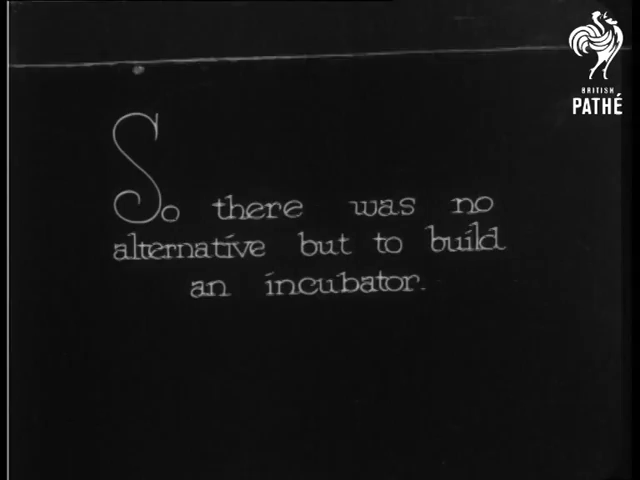 BRITISH
PATHÉ
So there was no
alternative but to build
an incubator.